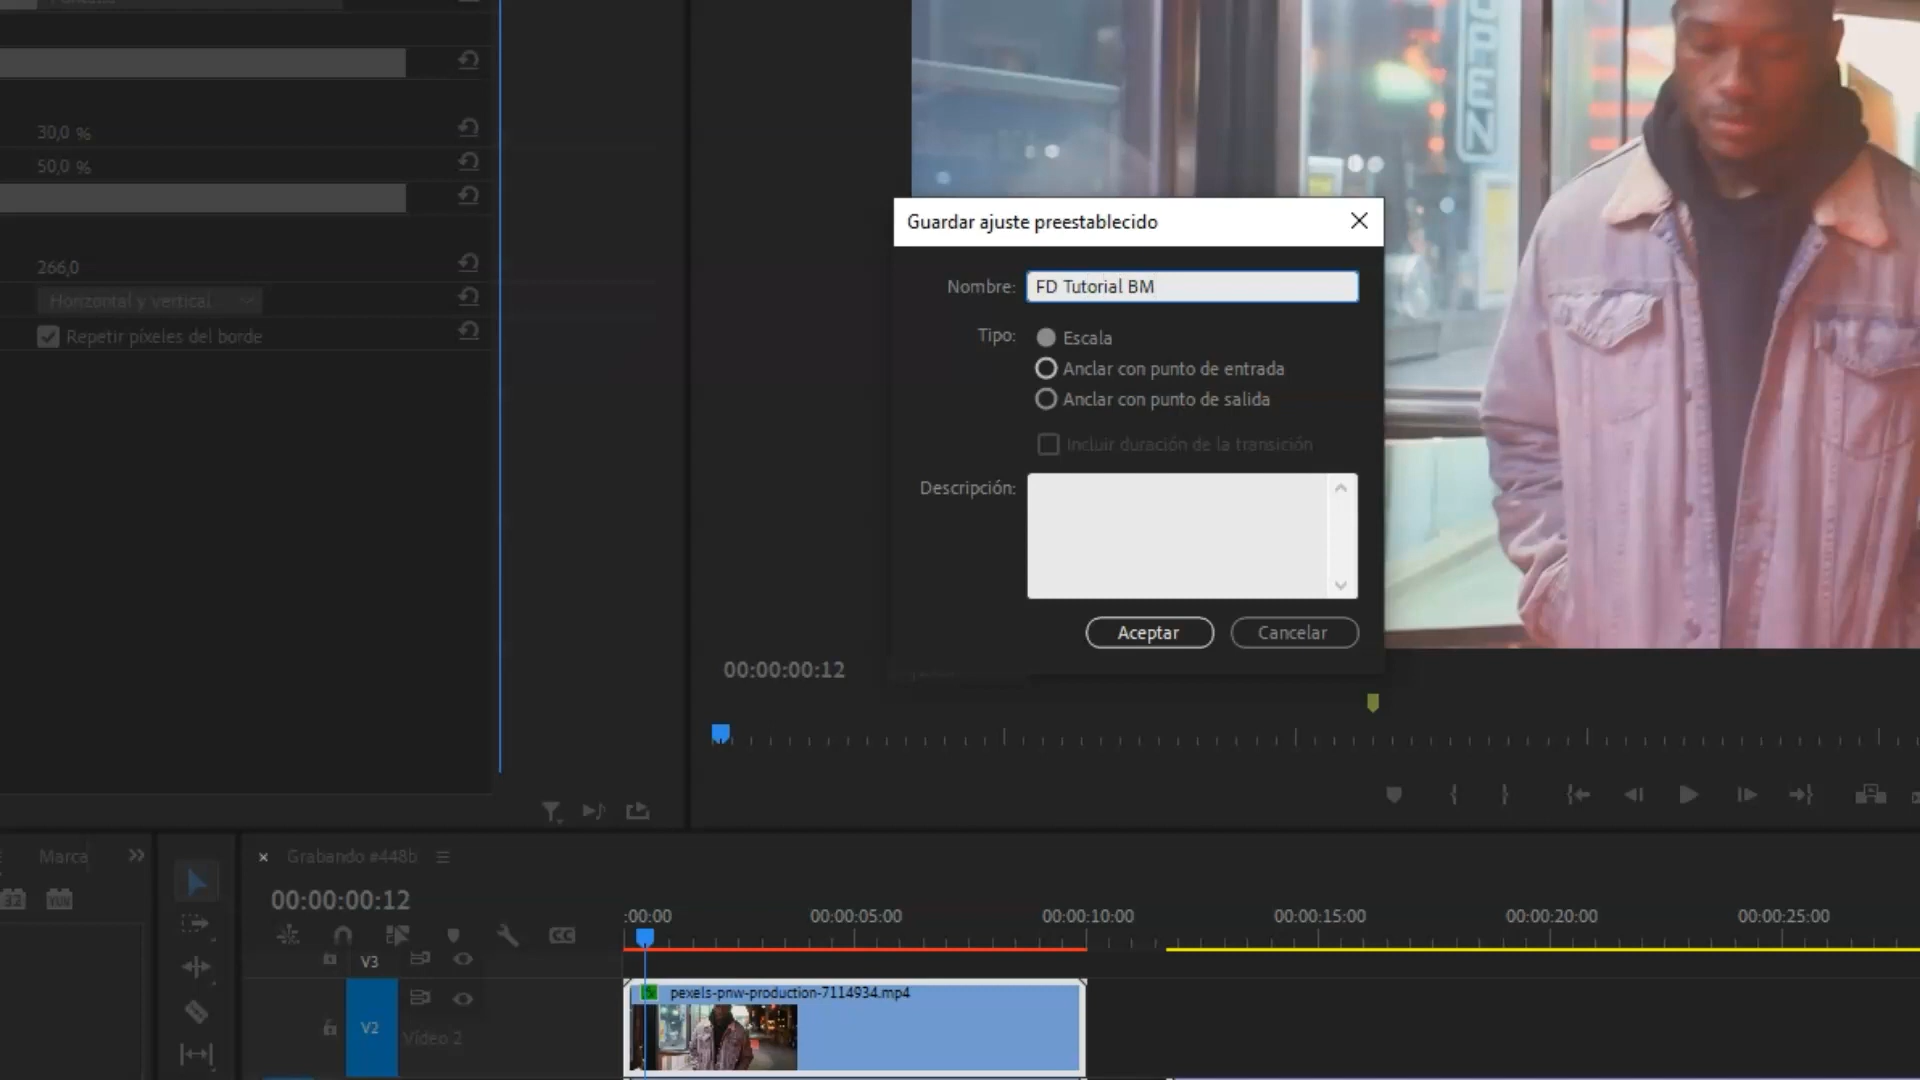 30,0 %
50,0 %
266,0
Horizontal y vertical
Repetir píxeles del borde
OPEN
Guardar ajuste preestablecido
Nombre: FD Tutorial BM
Tipo: Escala
Anclar con punto de entrada
Anclar con punto de salida
Incluir duración de la transición
Descripción:
Aceptar Cancelar
00:00:00:12
Marca
Grabando #448b
00:00:00:12
:00:00 00:00:05:00 00:00:10:00 00:00:15:00 00:00:20:00 00:00:25:00
CC
V3
fx pexels-pnw-production-7114934.mp4
V2
Vídeo 2